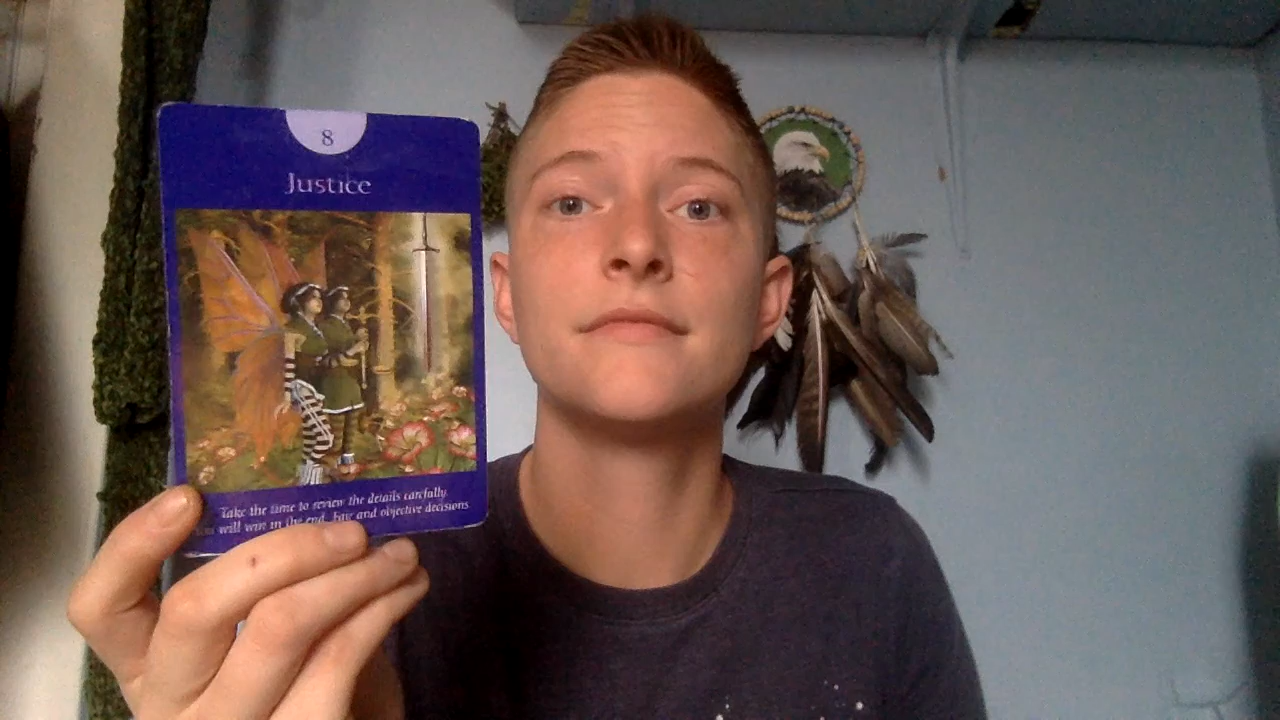 8
Justice
Take the time to review the details carefully.
You will win in the end. Fair and objective decisions